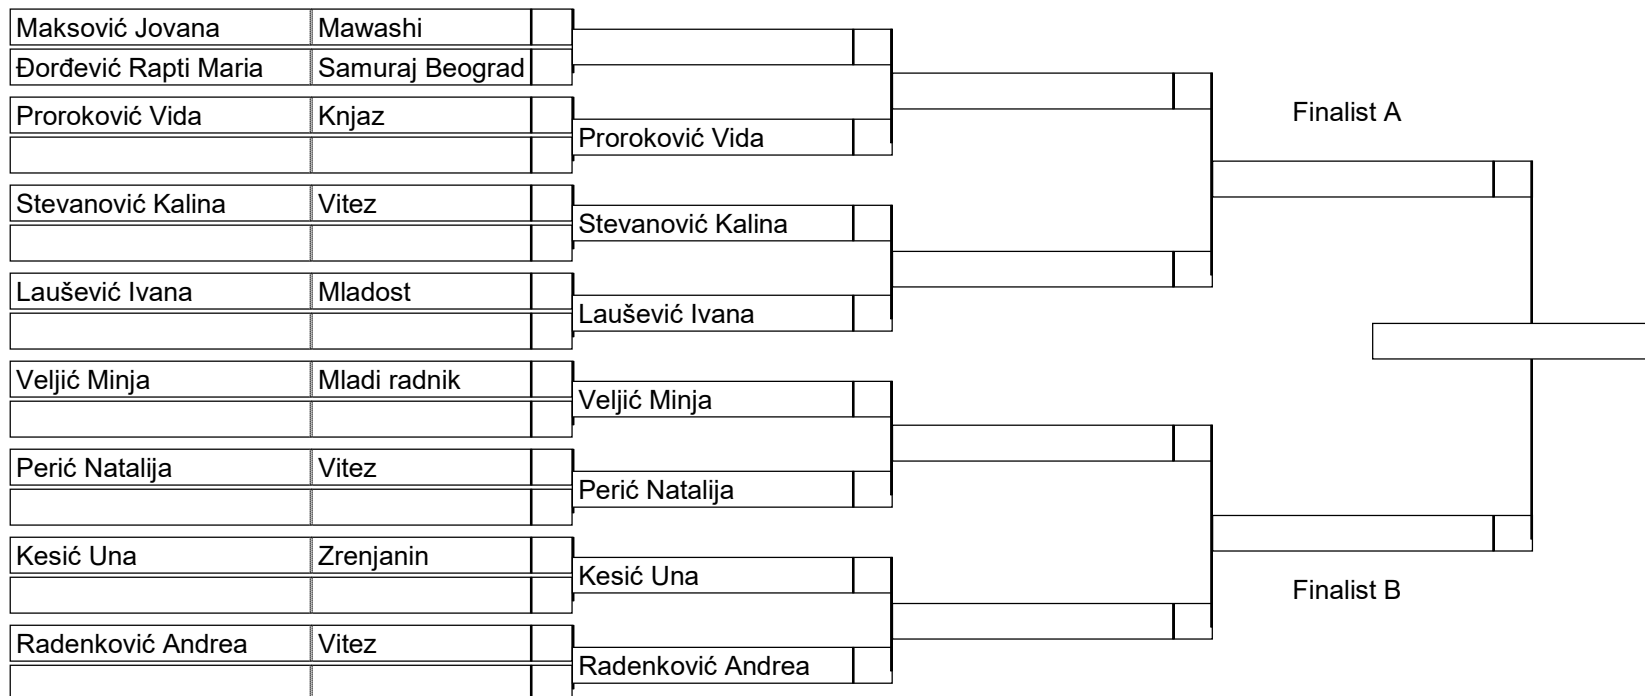 Maksović Jovana Mawashi
Đorđević Rapti Maria Samuraj Beograd
Finalist A
Proroković Vida Knjaz
Proroković Vida
Stevanović Kalina Vitez
Stevanović Kalina
Laušević Ivana Mladost
Laušević Ivana
Veljić Minja Mladi radnik
Veljić Minja
Perić Natalija Vitez
Perić Natalija
Kesić Una Zrenjanin
Kesić Una
Finalist B
Radenković Andrea Vitez
Radenković Andrea